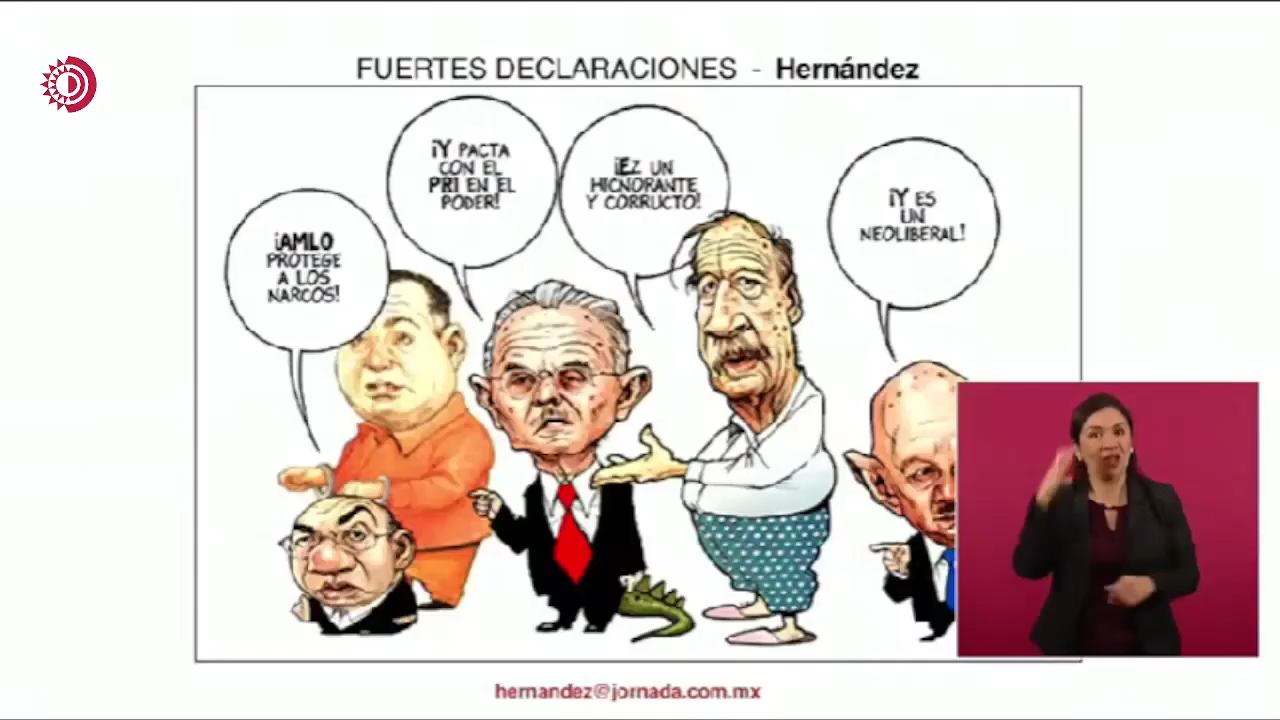 FUERTES DECLARACIONES - Hernández
¡Y PACTA
CON EL
PRI EN EL
PODER!
¡EZ UN
HICNORANTE
Y CORRUCTO!
¡Y ES
UN
NEOLIBERAL!
¡AMLO
PROTEGE
A LOS
NARCOS!
hernandez@jornada.com.mx